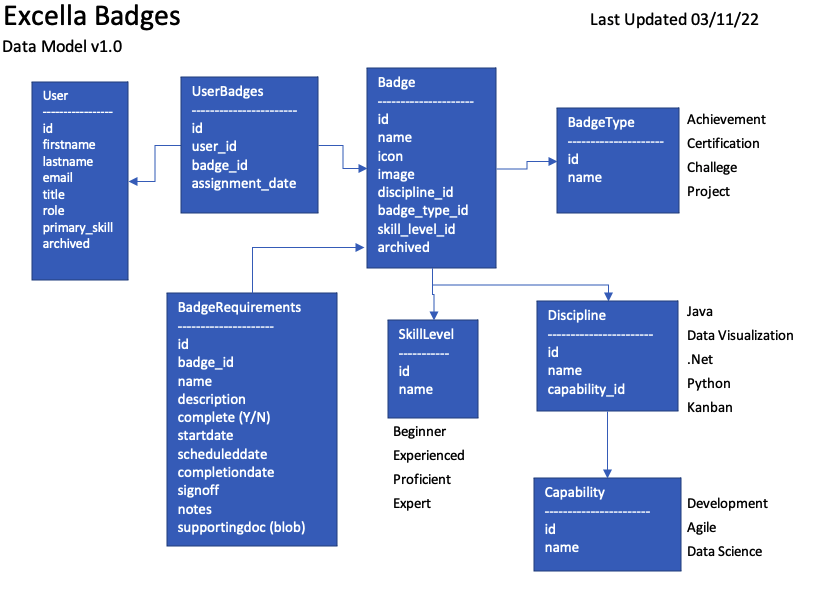 Excella Badges
Last Updated 03/11/22
Data Model v1.0
User
-----------------
id
firstname
lastname
email
title
role
primary_skill
archived
UserBadges
-----------------------
id
user_id
badge_id
assignment_date
Badge
---------------------
id
name
icon
image
discipline_id
badge_type_id
skill_level_id
archived
BadgeType
---------------------
id
name
Achievement
Certification
Challege
Project
BadgeRequirements
---------------------
id
badge_id
name
description
complete (Y/N)
startdate
scheduleddate
completiondate
signoff
notes
supportingdoc (blob)
SkillLevel
-----------
id
name
Beginner
Experienced
Proficient
Expert
Discipline
-----------------------
id
name
capability_id
Java
Data Visualization
.Net
Python
Kanban
Capability
-----------------------
id
name
Development
Agile
Data Science